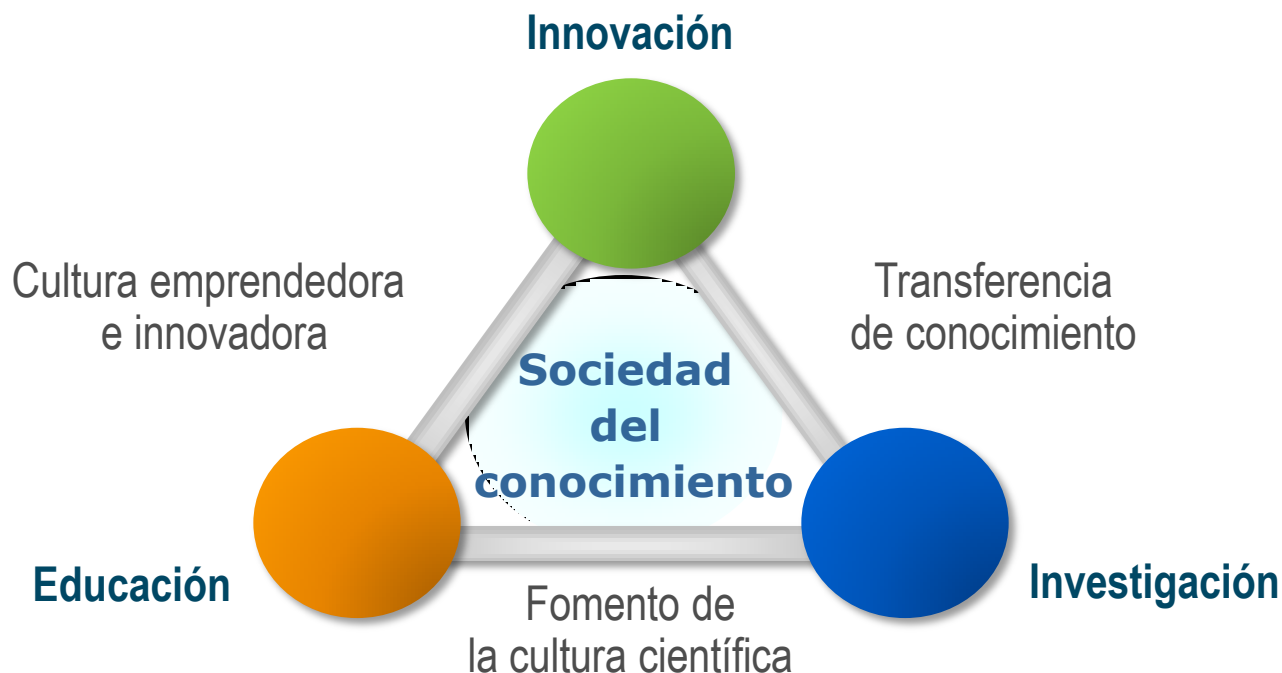 Innovación
Cultura emprendedora
e innovadora
Transferencia
de conocimiento
Sociedad
del
conocimiento
Educación
Investigación
Fomento de
la cultura científica